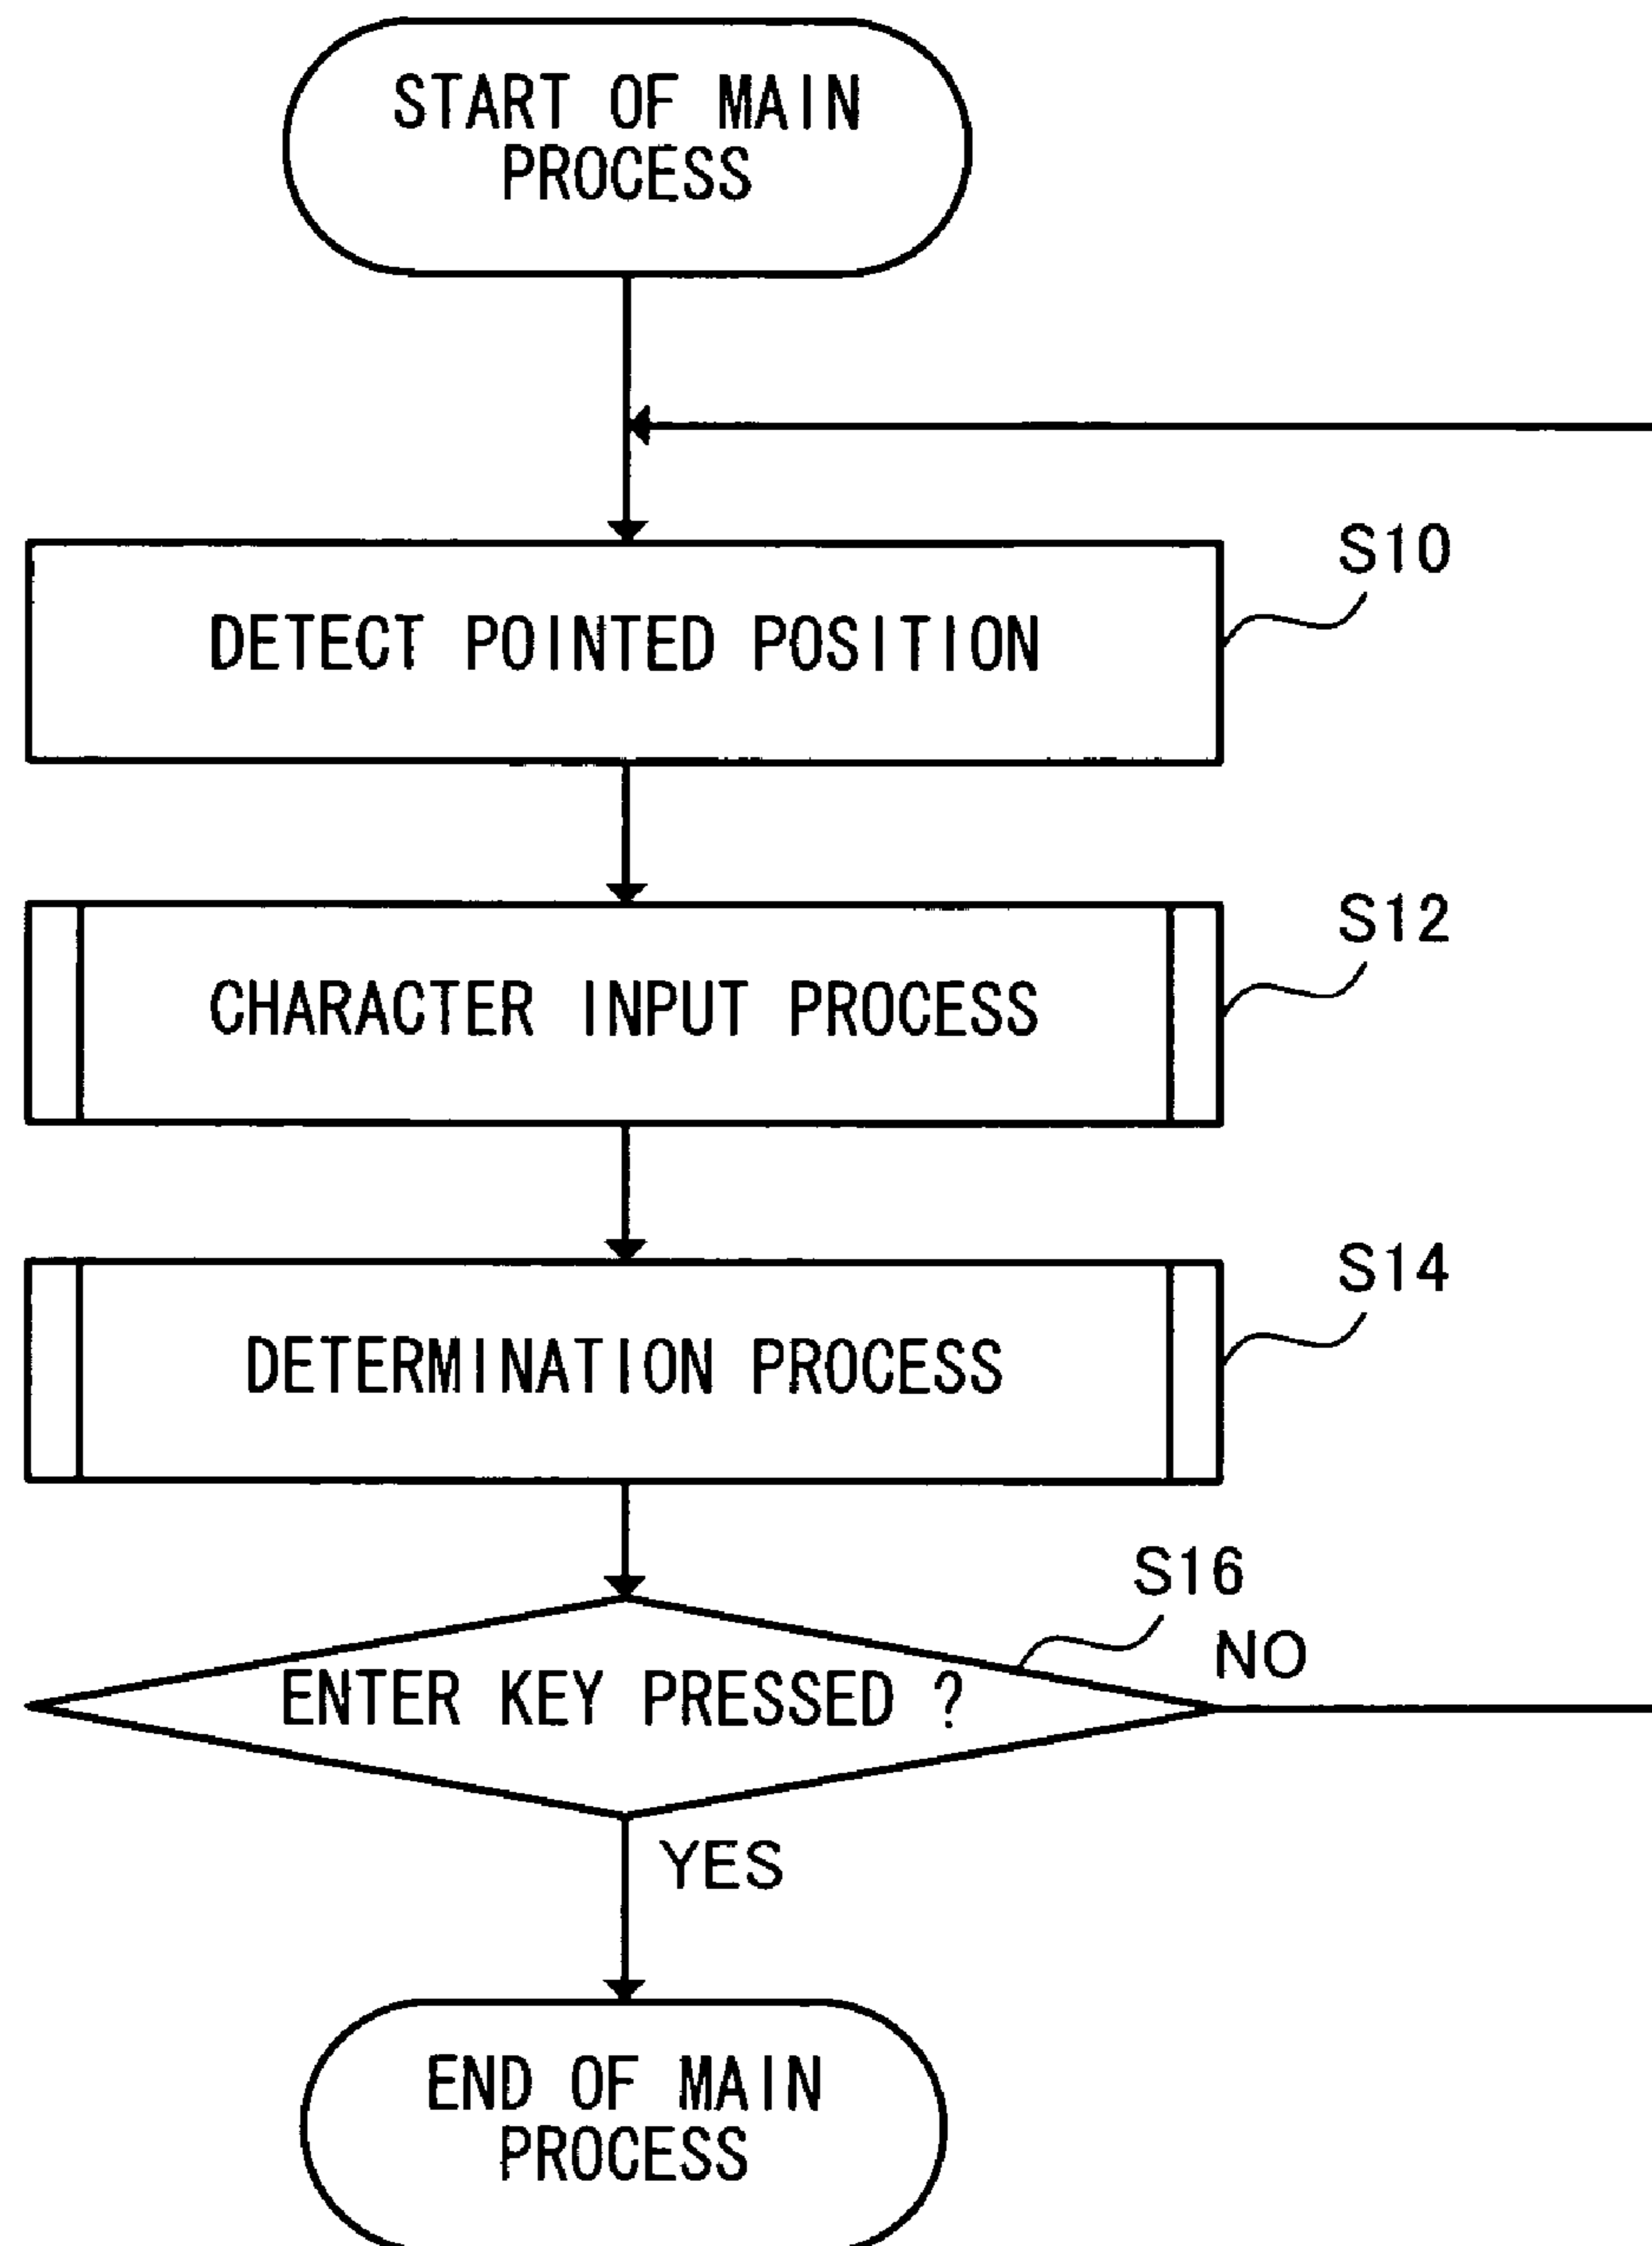 START OF MAIN
PROCESS
S10
DETECT POINTED POSITION
S12
CHARACTER INPUT PROCESS
S14
DETERMINATION PROCESS
S16
NO
ENTER KEY PRESSED ?
YES
END OF MAIN
PROCESS